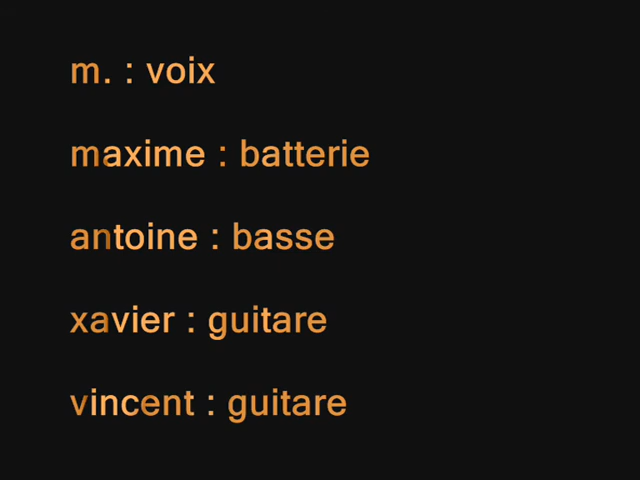 m. : voix
maxime : batterie
antoine : basse
xavier : guitare
vincent : guitare